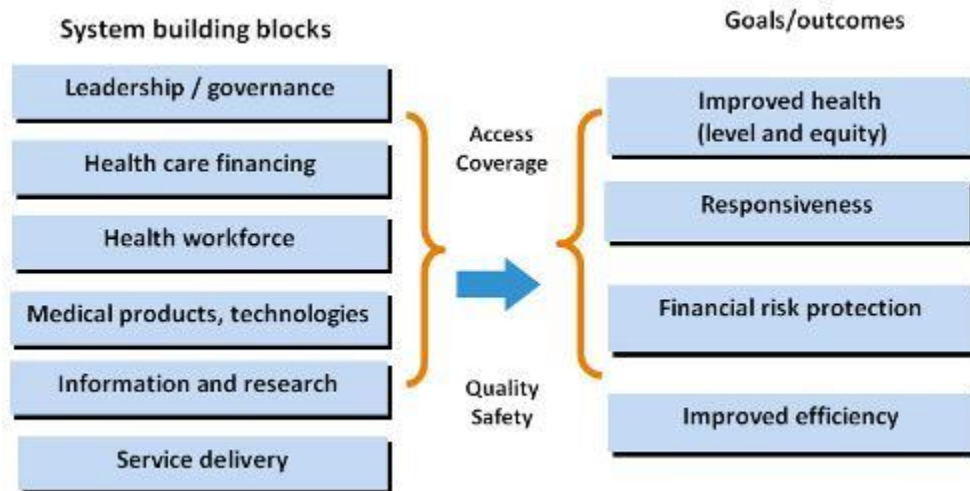 System building blocks
Leadership / governance
Health care financing
Health workforce
Medical products, technologies
Information and research
Service delivery
Access
Coverage
Quality
Safety
Goals/outcomes
Improved health
(level and equity)
Responsiveness
Financial risk protection
Improved efficiency